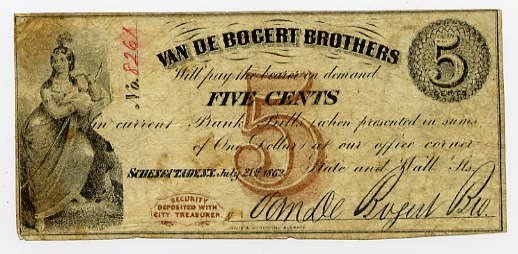 VAN DE BOGERT BROTHERS
Will pay the bearer on demand
FIVE CENTS
in current Bank Bills (when presented in sums
of One Dollar) at our office corner
SCHENECTADY, N.Y. July 21st 1862. State and Wall Sts.
No. 8261
5
CENTS
5
SECURITY
DEPOSITED WITH
CITY TREASURER.
Van De Bogert Bro.